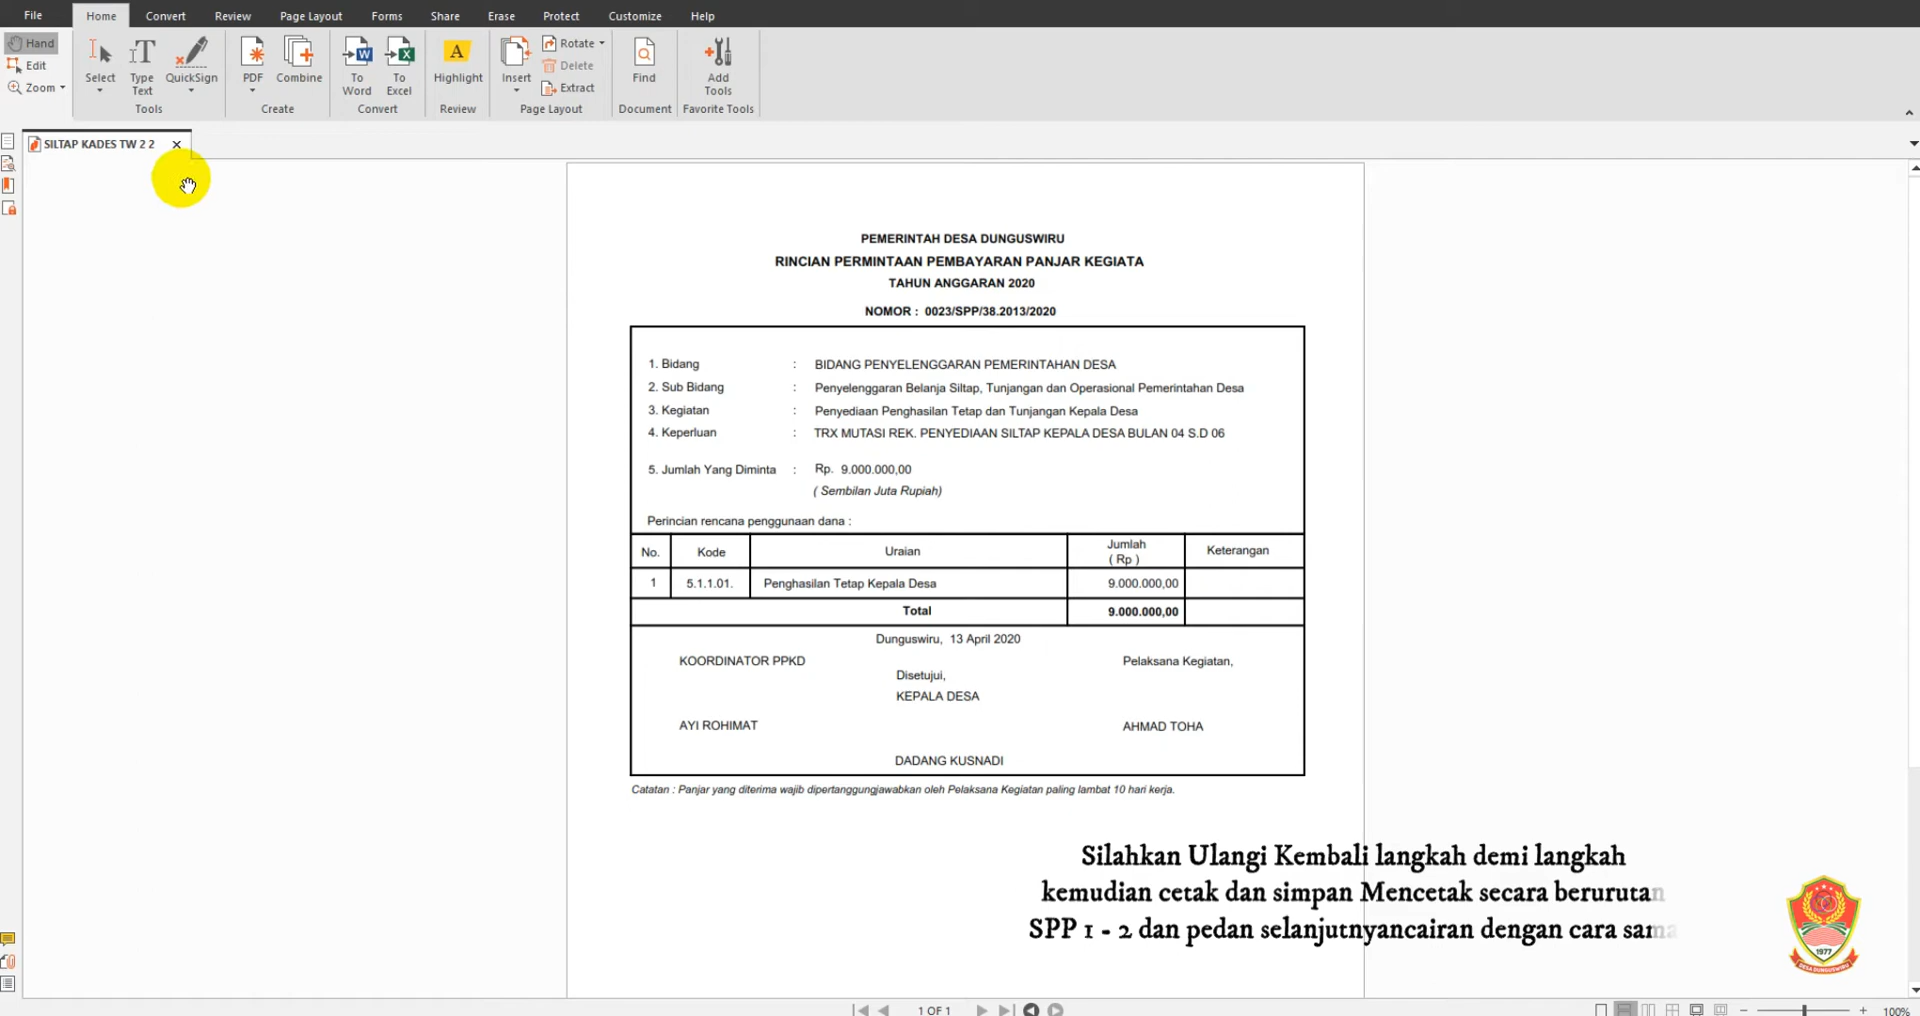 File Home Convert Review Page Layout Forms Share Erase Protect Customize Help
Hand
Edit
Zoom
Select
Type Text
QuickSign
Tools
PDF
Combine
Create
To Word
To Excel
Convert
Highlight
Review
Insert
Rotate
Delete
Extract
Page Layout
Find
Document
Add Tools
Favorite Tools
SILTAP KADES TW 2 2
PEMERINTAH DESA DUNGUSWIRU
RINCIAN PERMINTAAN PEMBAYARAN PANJAR KEGIATA
TAHUN ANGGARAN 2020
NOMOR : 0023/SPP/38.2013/2020
1. Bidang : BIDANG PENYELENGGARAN PEMERINTAHAN DESA
2. Sub Bidang : Penyelenggaran Belanja Siltap, Tunjangan dan Operasional Pemerintahan Desa
3. Kegiatan : Penyediaan Penghasilan Tetap dan Tunjangan Kepala Desa
4. Keperluan : TRX MUTASI REK. PENYEDIAAN SILTAP KEPALA DESA BULAN 04 S.D 06
5. Jumlah Yang Diminta : Rp. 9.000.000,00
( Sembilan Juta Rupiah)
Perincian rencana penggunaan dana :
No. Kode Uraian Jumlah ( Rp ) Keterangan
1 5.1.1.01. Penghasilan Tetap Kepala Desa 9.000.000,00
Total 9.000.000,00
Dunguswiru, 13 April 2020
KOORDINATOR PPKD Pelaksana Kegiatan,
Disetujui,
KEPALA DESA
AYI ROHIMAT AHMAD TOHA
DADANG KUSNADI
Catatan : Panjar yang diterima wajib dipertanggungjawabkan oleh Pelaksana Kegiatan paling lambat 10 hari kerja.
Silahkan Ulangi Kembali langkah demi langkah
kemudian cetak dan simpan Mencetak secara berurutan
SPP 1 - 2 dan pedan selanjutnyancairan dengan cara sama
1977
DESA DUNGUSWIRU
1 OF 1
100%